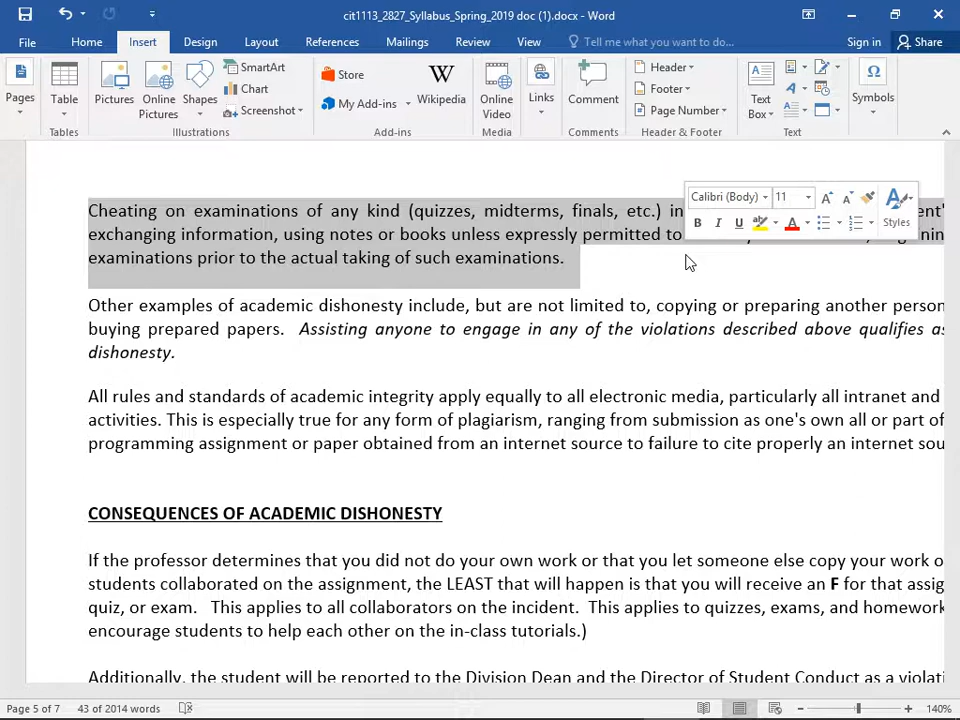 cit1113_2827_Syllabus_Spring_2019 doc (1).docx - Word
File Home Insert Design Layout References Mailings Review View Tell me what you want to do... Sign in Share
Pages
Table
Pictures
Online Pictures
Shapes
SmartArt
Chart
Screenshot
Store
My Add-ins
Wikipedia
Online Video
Links
Comment
Header
Footer
Page Number
Text Box
Symbols
Tables Illustrations Add-ins Media Comments Header & Footer Text
Calibri (Body) 11
B I U Styles
Cheating on examinations of any kind (quizzes, midterms, finals, etc.) in
exchanging information, using notes or books unless expressly permitted to
examinations prior to the actual taking of such examinations.
Other examples of academic dishonesty include, but are not limited to, copying or preparing another person
buying prepared papers. Assisting anyone to engage in any of the violations described above qualifies as
dishonesty.
All rules and standards of academic integrity apply equally to all electronic media, particularly all intranet and
activities. This is especially true for any form of plagiarism, ranging from submission as one's own all or part of
programming assignment or paper obtained from an internet source to failure to cite properly an internet sou
CONSEQUENCES OF ACADEMIC DISHONESTY
If the professor determines that you did not do your own work or that you let someone else copy your work o
students collaborated on the assignment, the LEAST that will happen is that you will receive an F for that assig
quiz, or exam. This applies to all collaborators on the incident. This applies to quizzes, exams, and homework
encourage students to help each other on the in-class tutorials.)
Additionally, the student will be reported to the Division Dean and the Director of Student Conduct as a violati
Page 5 of 7 43 of 2014 words 140%